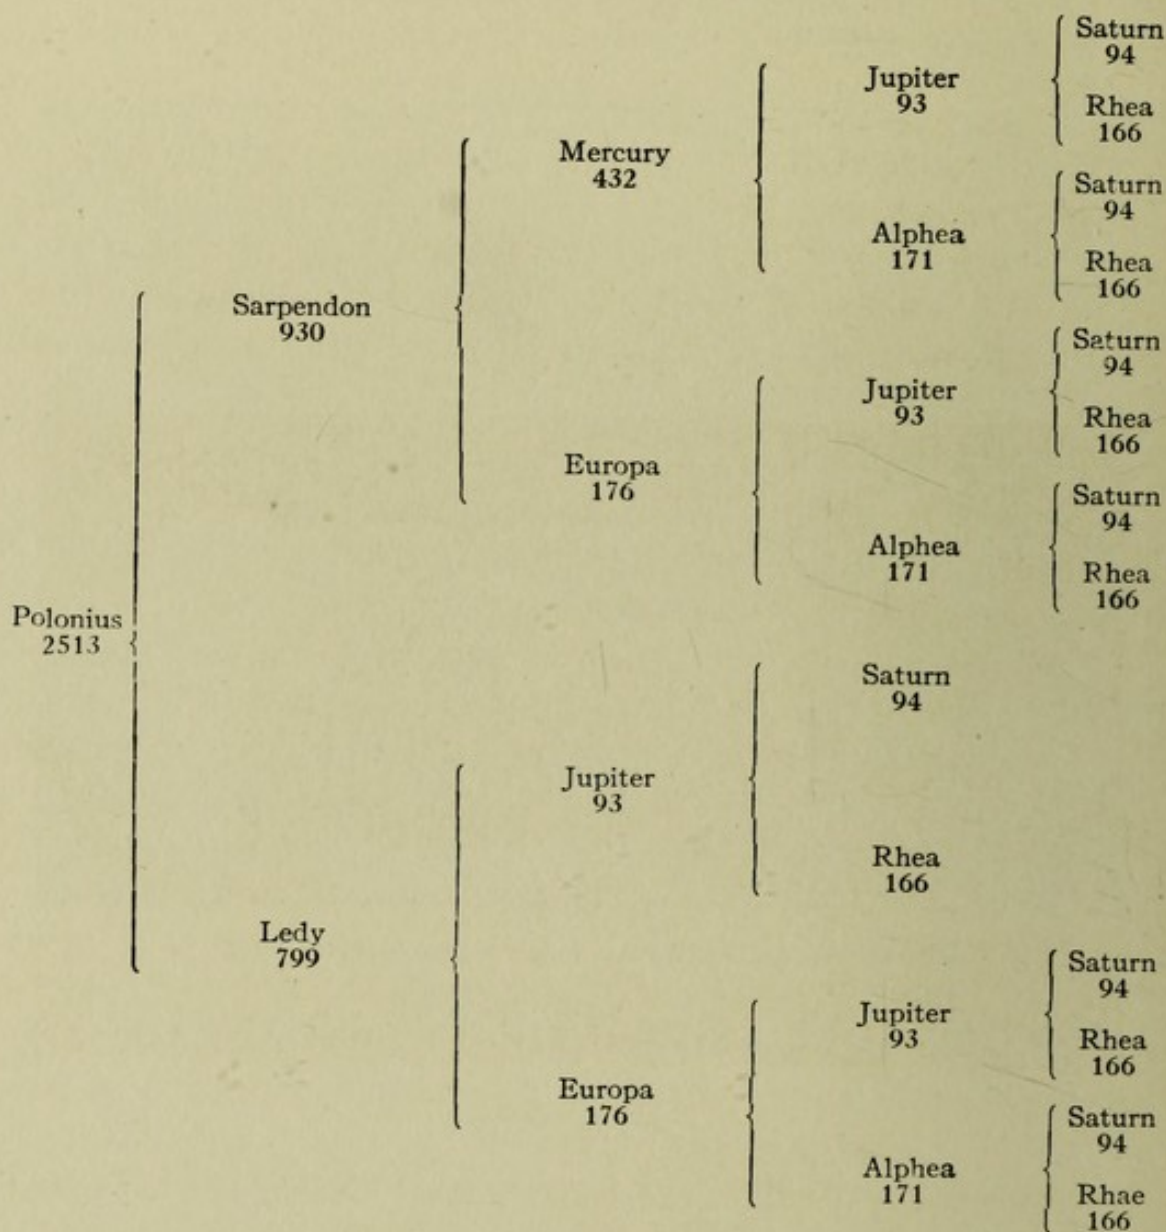 Saturn
94
Jupiter
93
Rhea
166
Mercury
432
Saturn
94
Alphea
171
Rhea
166
Sarpendon
930
Saturn
94
Jupiter
93
Rhea
166
Europa
176
Saturn
94
Alphea
171
Rhea
166
Polonius
2513
Saturn
94
Jupiter
93
Rhea
166
Ledy
799
Saturn
94
Jupiter
93
Rhea
166
Europa
176
Saturn
94
Alphea
171
Rhae
166